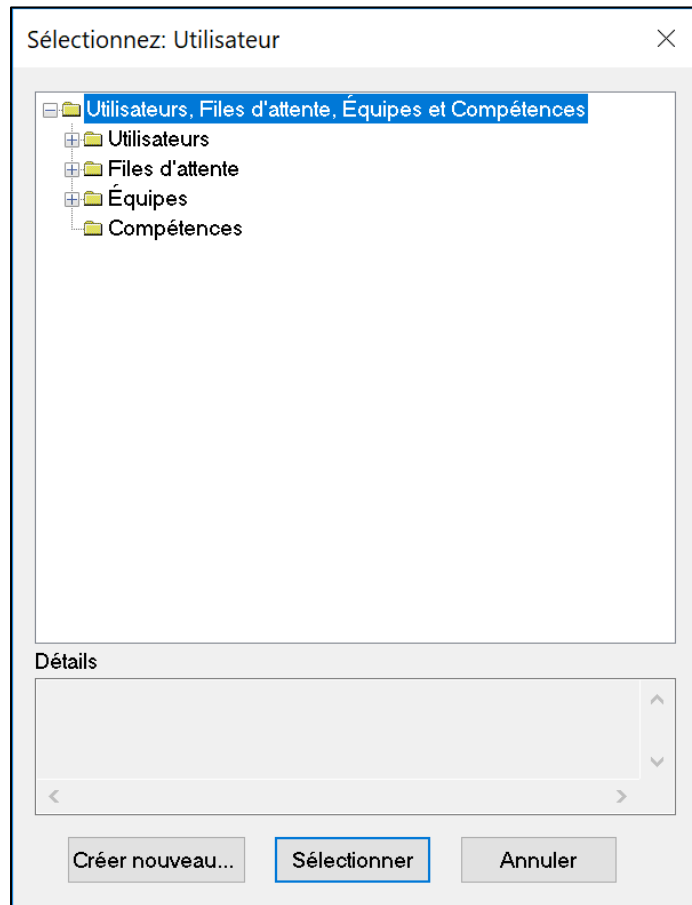 Sélectionnez: Utilisateur
Utilisateurs, Files d'attente, Équipes et Compétences
Utilisateurs
Files d'attente
Équipes
Compétences
Détails
Créer nouveau... Sélectionner Annuler